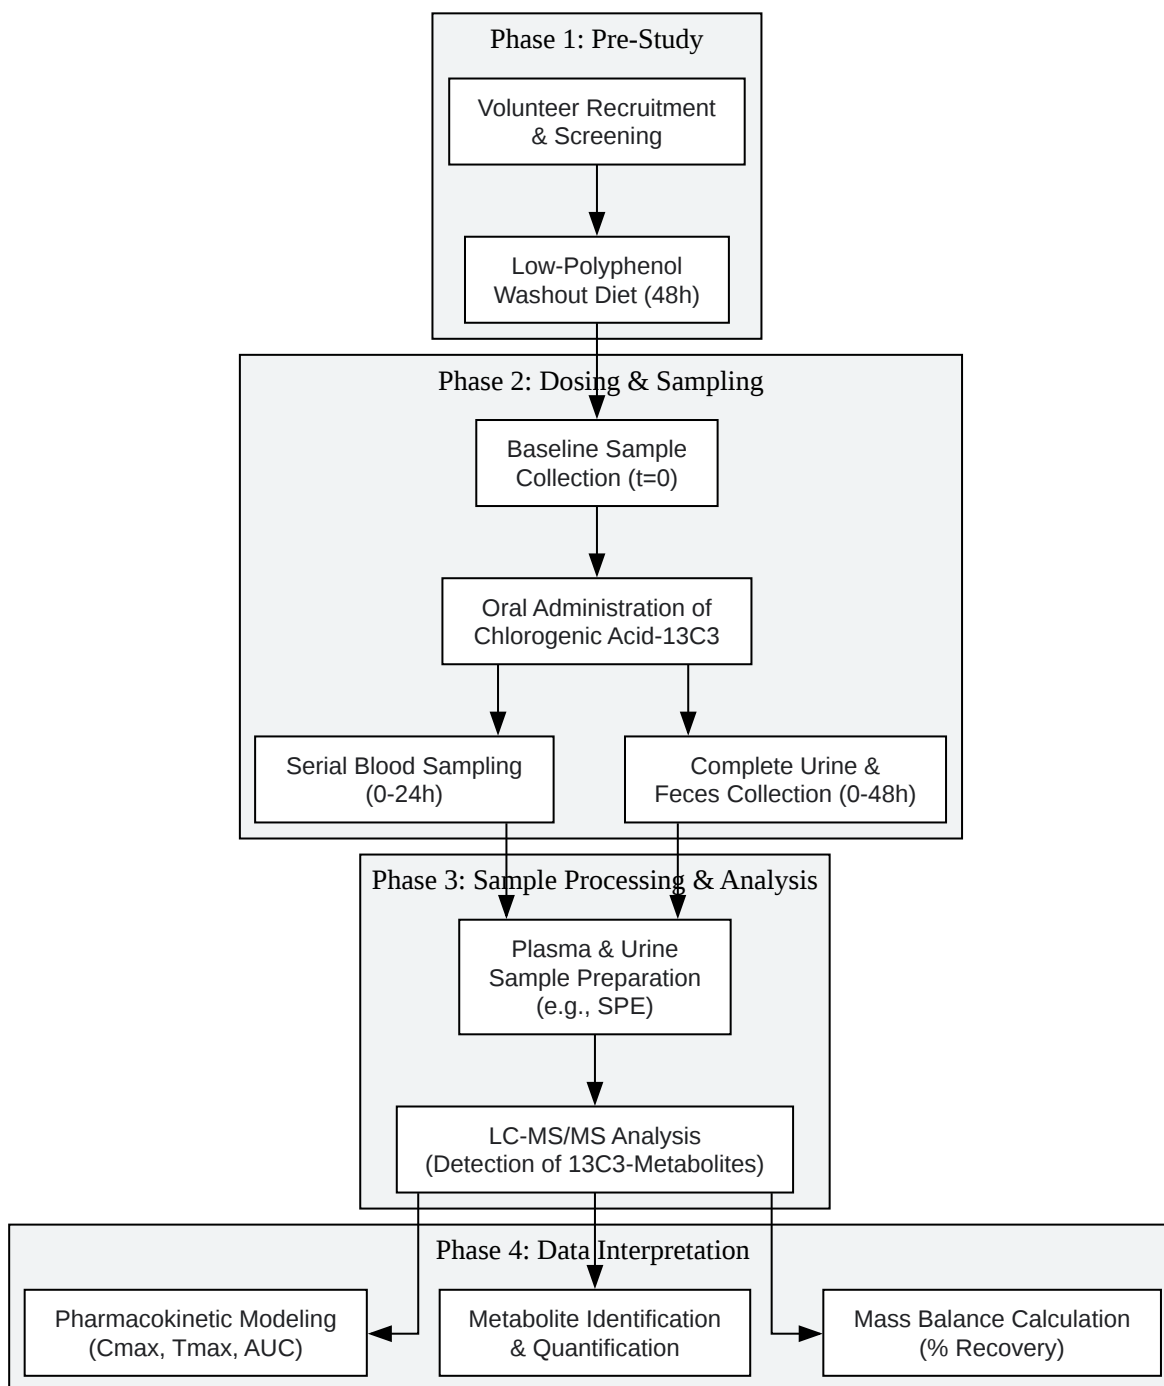 Phase 1: Pre-Study
Volunteer Recruitment
& Screening
Low-Polyphenol
Washout Diet (48h)
Phase 2: Dosing & Sampling
Baseline Sample
Collection (t=0)
Oral Administration of
Chlorogenic Acid-13C3
Serial Blood Sampling
(0-24h)
Complete Urine &
Feces Collection (0-48h)
Phase 3: Sample Processing & Analysis
Plasma & Urine
Sample Preparation
(e.g., SPE)
LC-MS/MS Analysis
(Detection of 13C3-Metabolites)
Phase 4: Data Interpretation
Pharmacokinetic Modeling
(Cmax, Tmax, AUC)
Metabolite Identification
& Quantification
Mass Balance Calculation
(% Recovery)